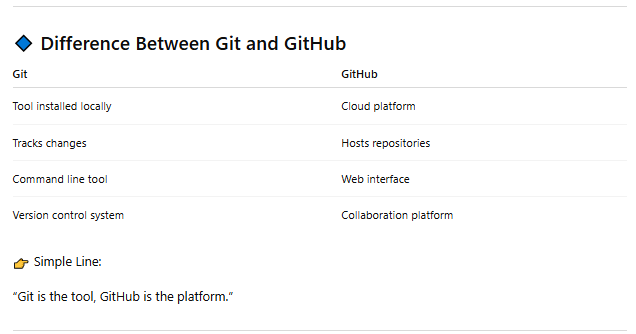 🔷 Difference Between Git and GitHub
Git GitHub
Tool installed locally Cloud platform
Tracks changes Hosts repositories
Command line tool Web interface
Version control system Collaboration platform
👉 Simple Line:
“Git is the tool, GitHub is the platform.”